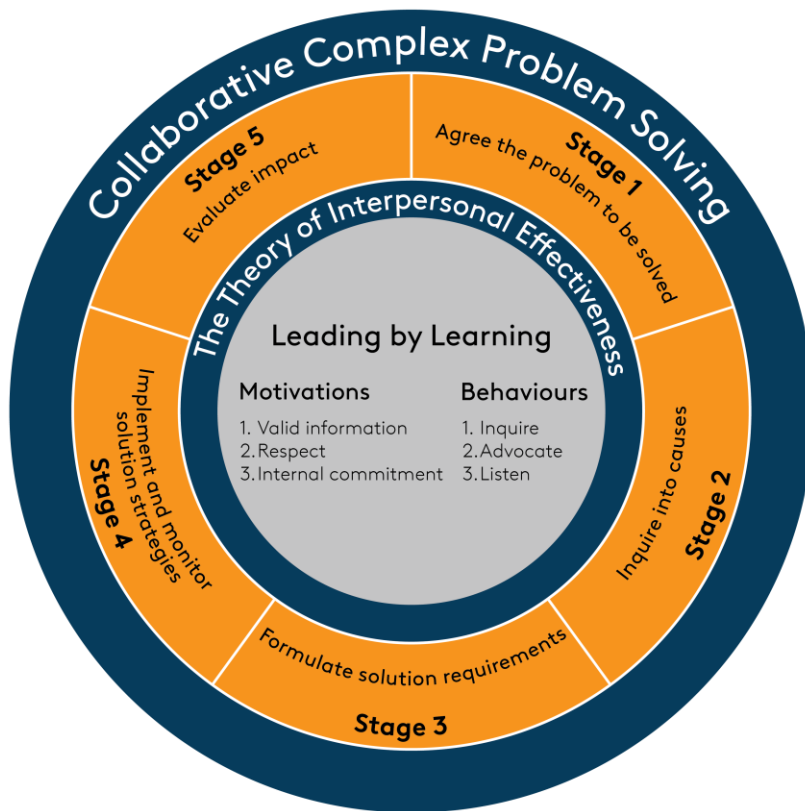 Collaborative Complex Problem Solving
Stage 1
Agree the problem to be solved
Stage 2
Inquire into causes
Formulate solution requirements
Stage 3
Implement and monitor
solution strategies
Stage 4
Stage 5
Evaluate impact
The Theory of Interpersonal Effectiveness
Leading by Learning
Motivations
1. Valid information
2. Respect
3. Internal commitment
Behaviours
1. Inquire
2. Advocate
3. Listen